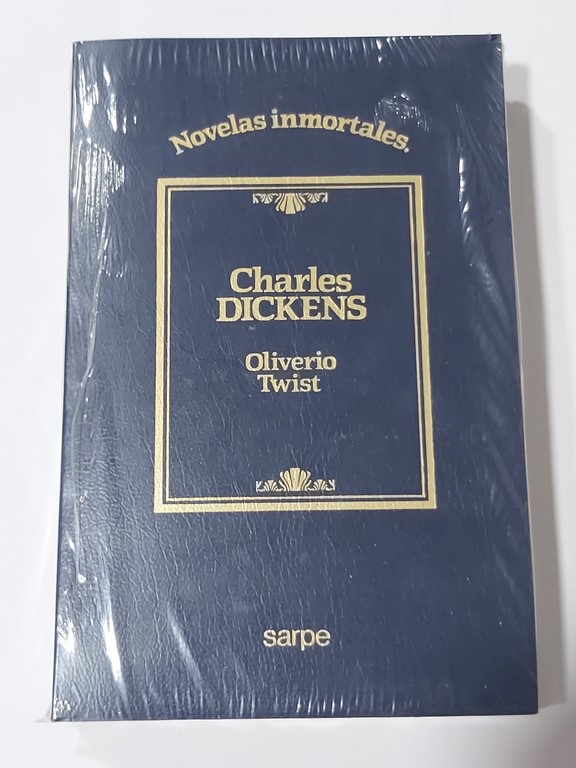 Novelas inmortales.
Charles
DICKENS
Oliverio
Twist
sarpe